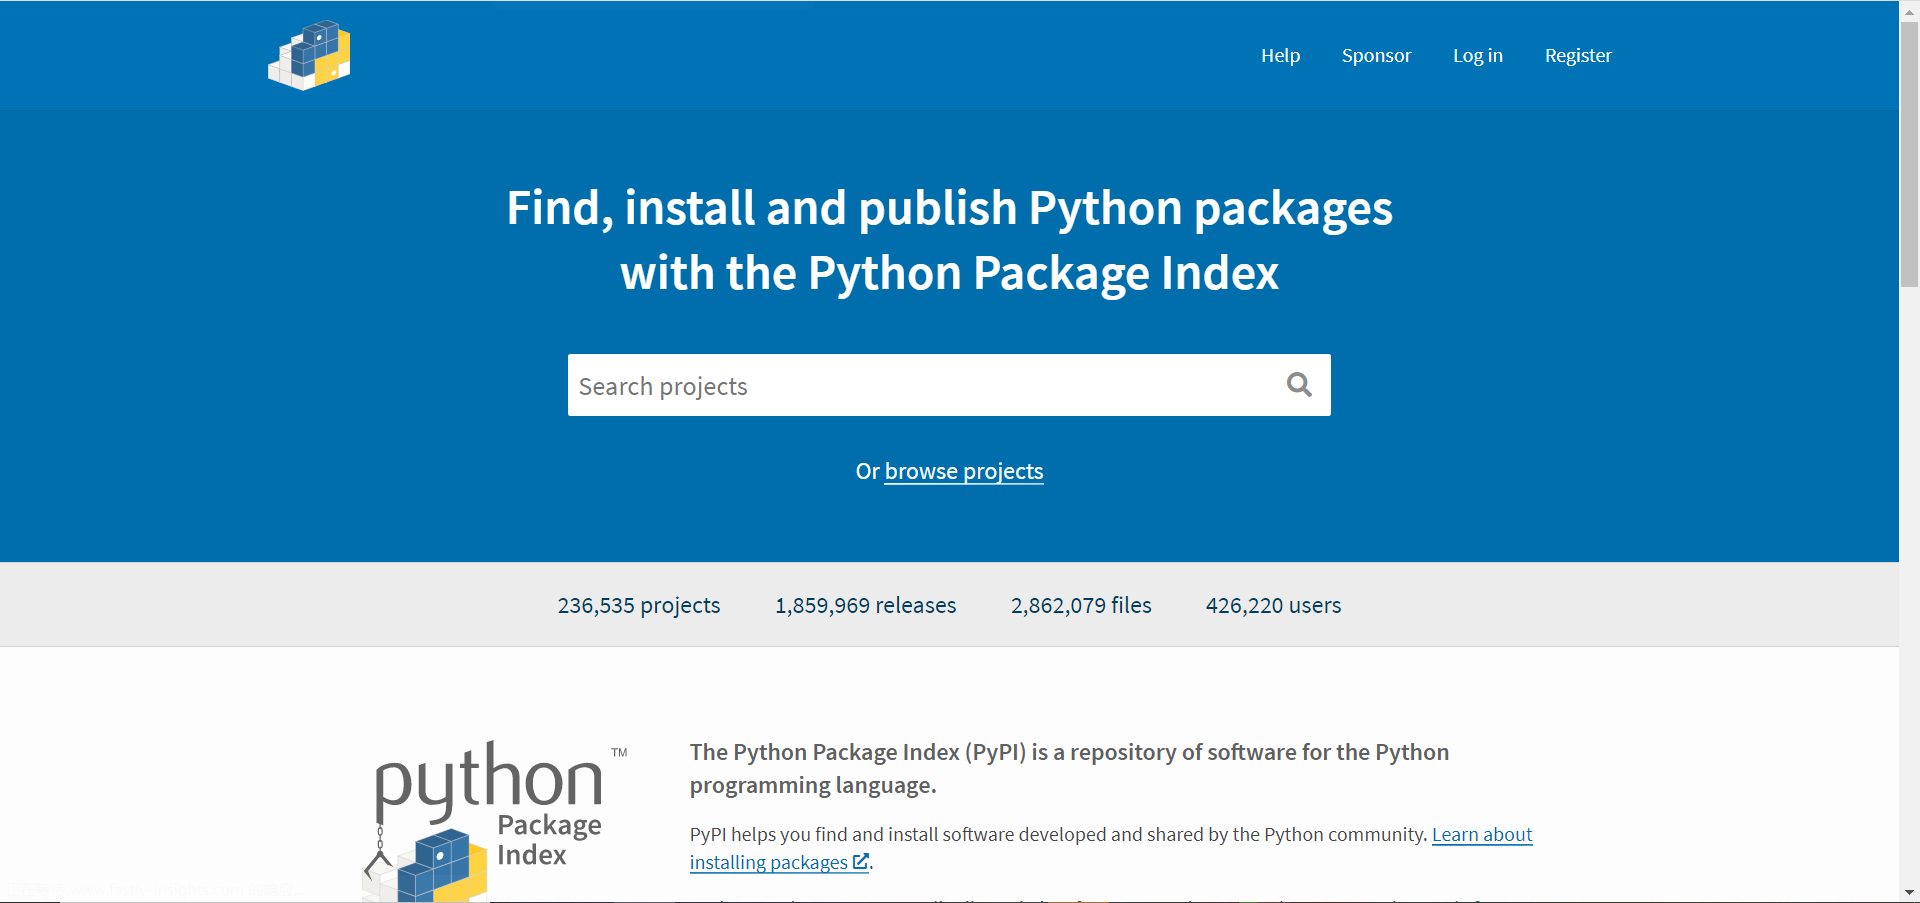 Help Sponsor Log in Register
Find, install and publish Python packages
with the Python Package Index
Search projects
Or browse projects
236,535 projects 1,859,969 releases 2,862,079 files 426,220 users
python™
Package
Index
The Python Package Index (PyPI) is a repository of software for the Python
programming language.
PyPI helps you find and install software developed and shared by the Python community. Learn about
installing packages.